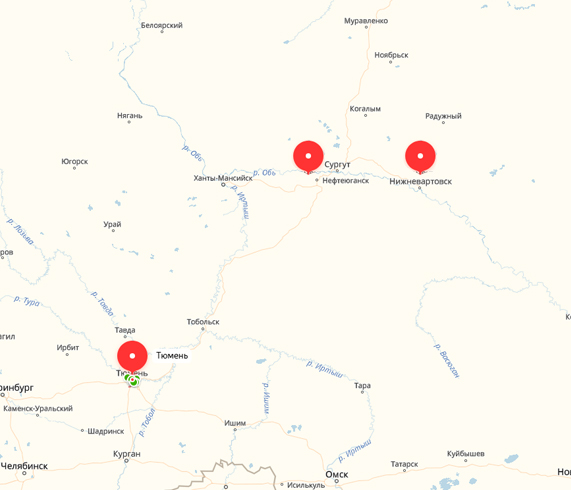 Муравленко
Белоярский
Ноябрьск
Когалым
Радужный
Нягань
р. Обь
Югорск
Сургут
Ханты-Мансийск
р. Обь
Нефтеюганск
Нижневартовск
р. Иртыш
Урай
р. Лозьва
ров
р. Тавда
р. Тура
Тобольск
Тавда
гил
Ирбит
Тюмень
р. Иртыш
р. Васюган
Тюмень
ринбург
Тара
р. Ишим
Каменск-Уральский
р. Тобол
Ишим
Шадринск
Курган
р. Иртыш
Куйбышев
Татарск
Челябинск
Омск
Исилькуль
Но